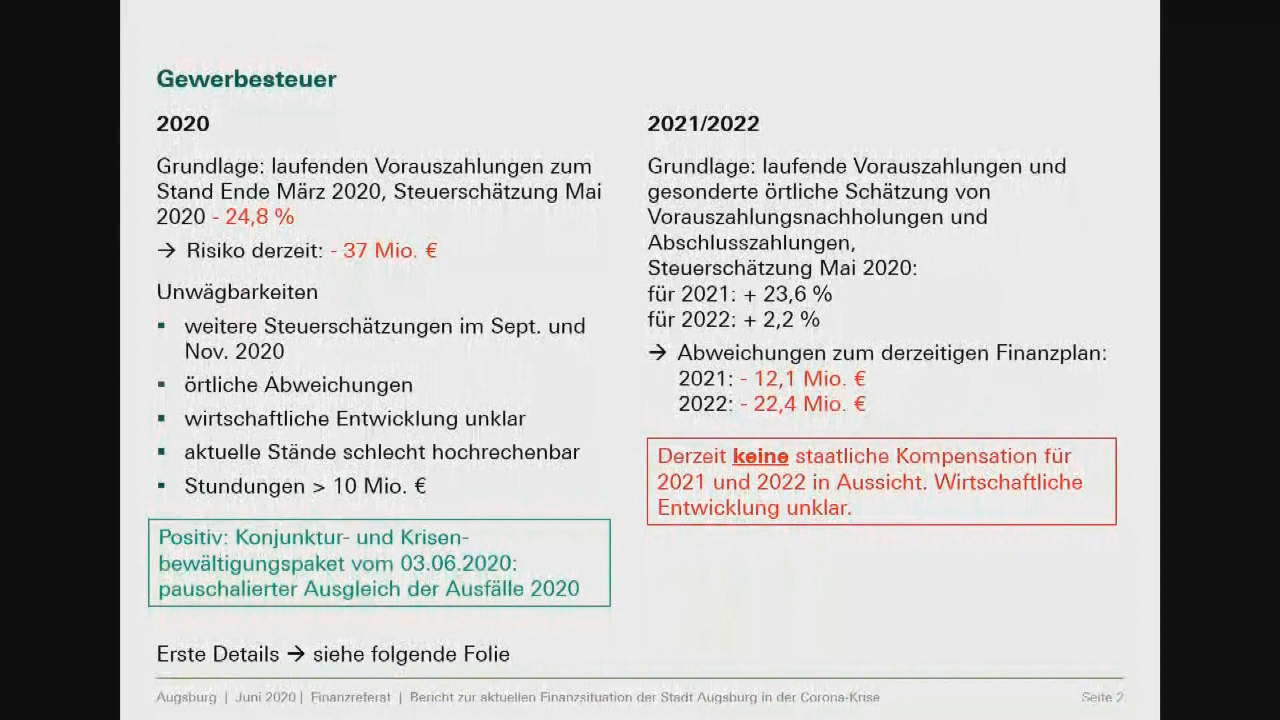 Gewerbesteuer
2020
Grundlage: laufenden Vorauszahlungen zum
Stand Ende März 2020, Steuerschätzung Mai
2020 - 24,8 %
→ Risiko derzeit: - 37 Mio. €
Unwägbarkeiten
▪ weitere Steuerschätzungen im Sept. und
Nov. 2020
▪ örtliche Abweichungen
▪ wirtschaftliche Entwicklung unklar
▪ aktuelle Stände schlecht hochrechenbar
▪ Stundungen > 10 Mio. €
Positiv: Konjunktur- und Krisen-
bewältigungspaket vom 03.06.2020:
pauschalierter Ausgleich der Ausfälle 2020
Erste Details → siehe folgende Folie
2021/2022
Grundlage: laufende Vorauszahlungen und
gesonderte örtliche Schätzung von
Vorauszahlungsnachholungen und
Abschlusszahlungen,
Steuerschätzung Mai 2020:
für 2021: + 23,6 %
für 2022: + 2,2 %
→ Abweichungen zum derzeitigen Finanzplan:
2021: - 12,1 Mio. €
2022: - 22,4 Mio. €
Derzeit keine staatliche Kompensation für
2021 und 2022 in Aussicht. Wirtschaftliche
Entwicklung unklar.
Augsburg | Juni 2020 | Finanzreferat | Bericht zur aktuellen Finanzsituation der Stadt Augsburg in der Corona-Krise
Seite 2